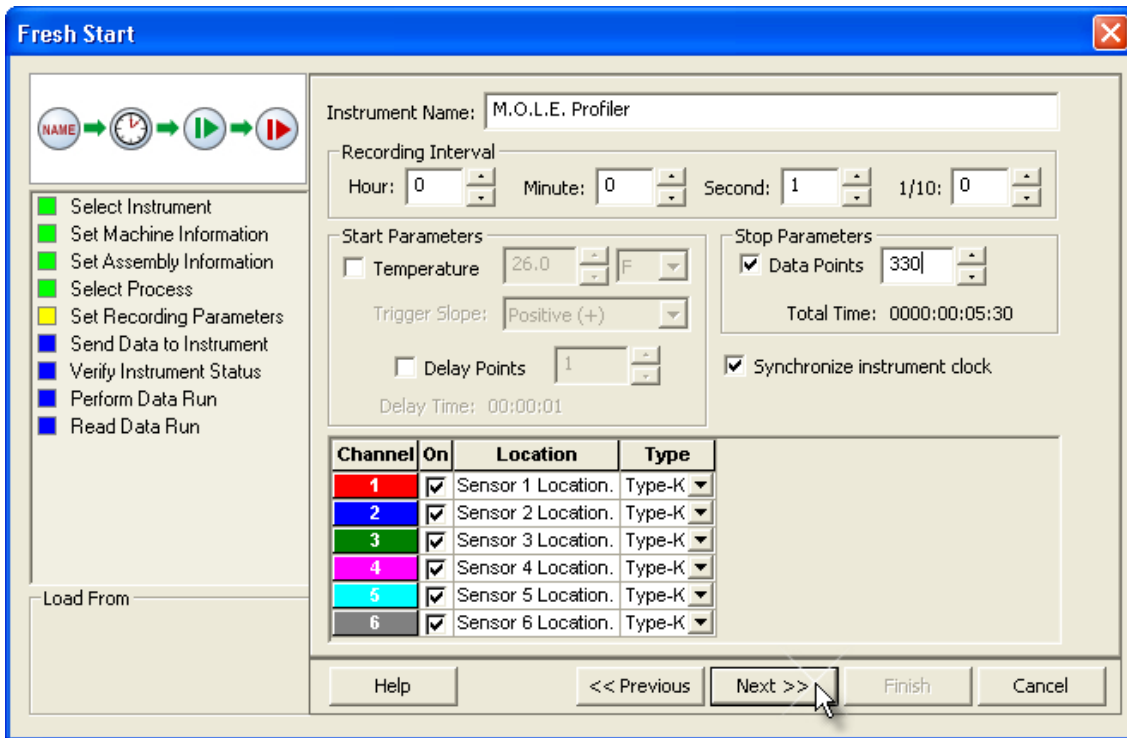 Fresh Start
NAME
Select Instrument
Set Machine Information
Set Assembly Information
Select Process
Set Recording Parameters
Send Data to Instrument
Verify Instrument Status
Perform Data Run
Read Data Run
Load From
Instrument Name: M.O.L.E. Profiler
Recording Interval
Hour: 0 Minute: 0 Second: 1 1/10: 0
Start Parameters
Temperature 26.0 F
Trigger Slope: Positive (+)
Delay Points 1
Delay Time: 00:00:01
Stop Parameters
Data Points 330
Total Time: 0000:00:05:30
Synchronize instrument clock
Channel On Location Type
1 Sensor 1 Location. Type-K
2 Sensor 2 Location. Type-K
3 Sensor 3 Location. Type-K
4 Sensor 4 Location. Type-K
5 Sensor 5 Location. Type-K
6 Sensor 6 Location. Type-K
Help << Previous Next >> Finish Cancel